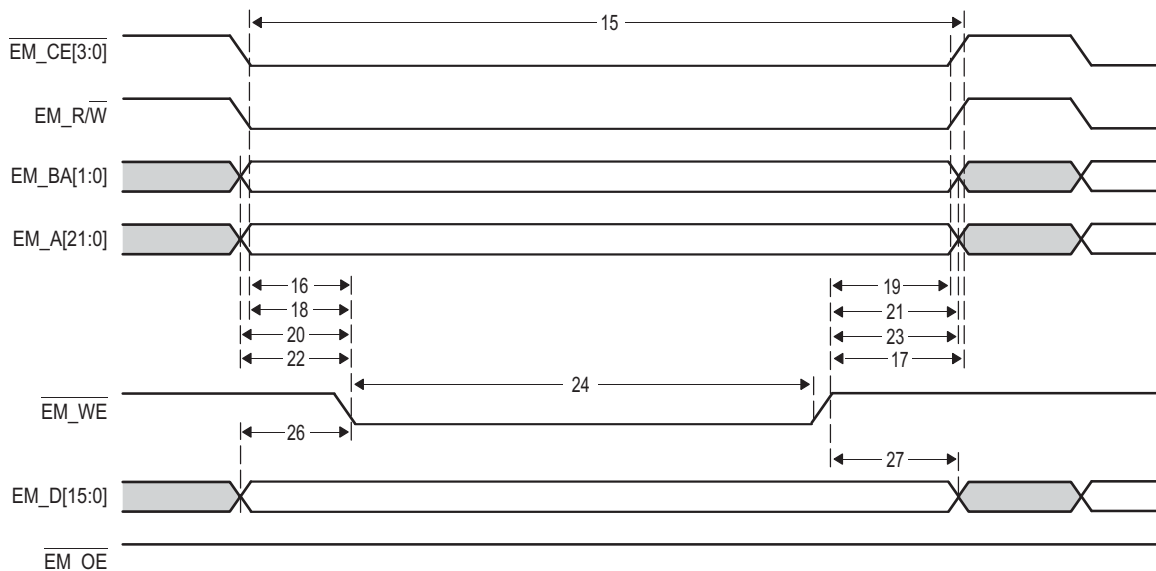 15
EM_CE[3:0]
EM_R/W
EM_BA[1:0]
EM_A[21:0]
16 19
18 21
20 23
22 17
24
EM_WE
26
27
EM_D[15:0]
EM_OE